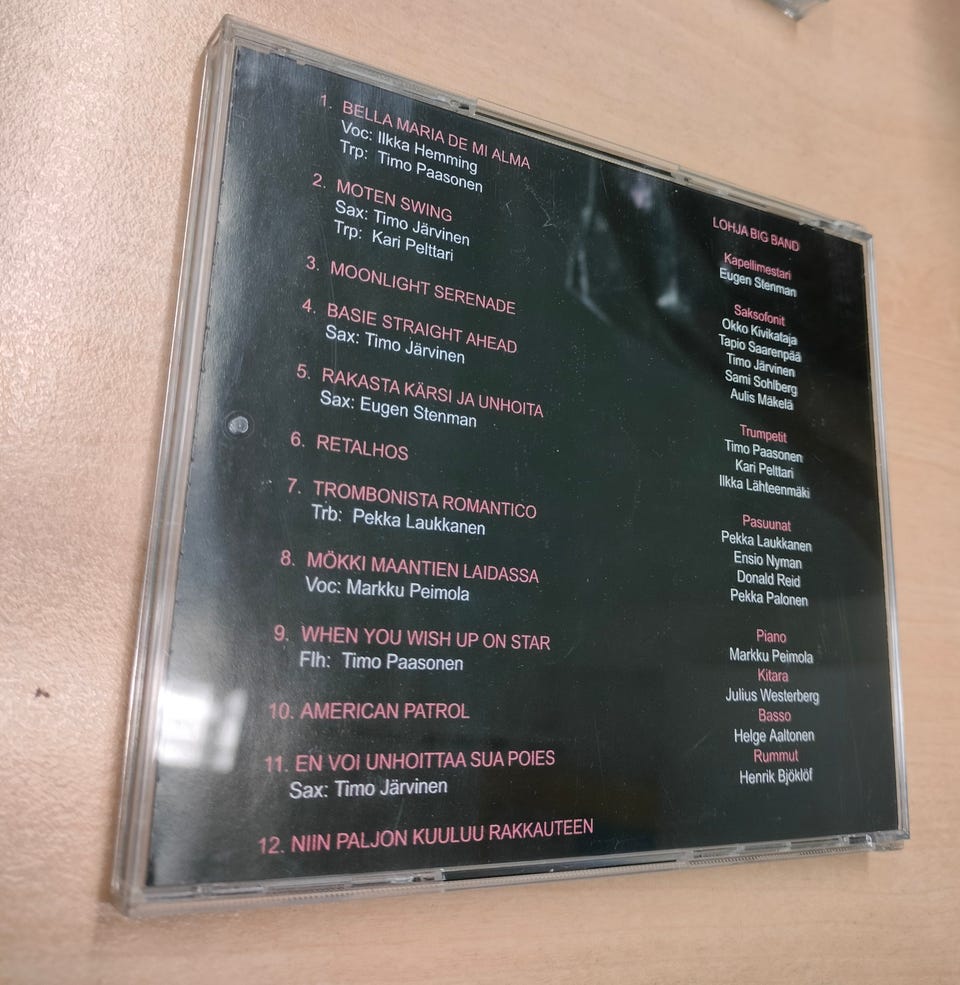 1. BELLA MARIA DE MI ALMA
Voc: Ilkka Hemming
Trp: Timo Paasonen
2. MOTEN SWING
Sax: Timo Järvinen
Trp: Kari Pelttari
3. MOONLIGHT SERENADE
4. BASIE STRAIGHT AHEAD
Sax: Timo Järvinen
5. RAKASTA KÄRSI JA UNHOITA
Sax: Eugen Stenman
6. RETALHOS
7. TROMBONISTA ROMANTICO
Trb: Pekka Laukkanen
8. MÖKKI MAANTIEN LAIDASSA
Voc: Markku Peimola
9. WHEN YOU WISH UP ON STAR
Flh: Timo Paasonen
10. AMERICAN PATROL
11. EN VOI UNHOITTAA SUA POIES
Sax: Timo Järvinen
12. NIIN PALJON KUULUU RAKKAUTEEN
LOHJA BIG BAND
Kapellimestari
Eugen Stenman
Saksofonit
Okko Kivikataja
Tapio Saarenpää
Timo Järvinen
Sami Sohlberg
Aulis Mäkelä
Trumpetit
Timo Paasonen
Kari Pelttari
Ilkka Lähteenmäki
Pasuunat
Pekka Laukkanen
Ensio Nyman
Donald Reid
Pekka Palonen
Piano
Markku Peimola
Kitara
Julius Westerberg
Basso
Helge Aaltonen
Rummut
Henrik Björklöf